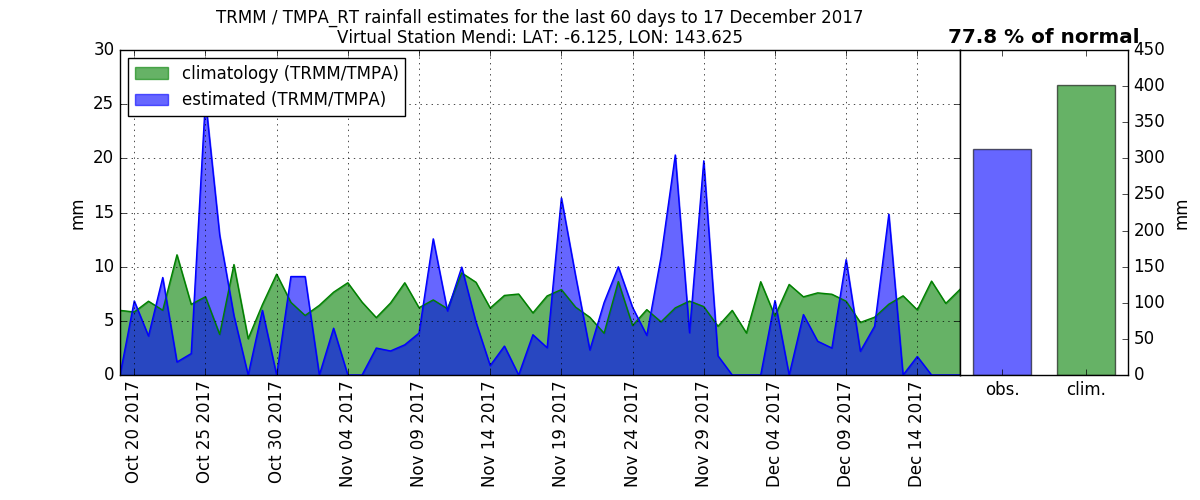 TRMM / TMPA_RT rainfall estimates for the last 60 days to 17 December 2017
Virtual Station Mendi: LAT: -6.125, LON: 143.625
77.8 % of normal
climatology (TRMM/TMPA)
estimated (TRMM/TMPA)
mm
30
25
20
15
10
5
0
Oct 20 2017
Oct 25 2017
Oct 30 2017
Nov 04 2017
Nov 09 2017
Nov 14 2017
Nov 19 2017
Nov 24 2017
Nov 29 2017
Dec 04 2017
Dec 09 2017
Dec 14 2017
obs.
clim.
450
400
350
300
250
200
150
100
50
0
mm